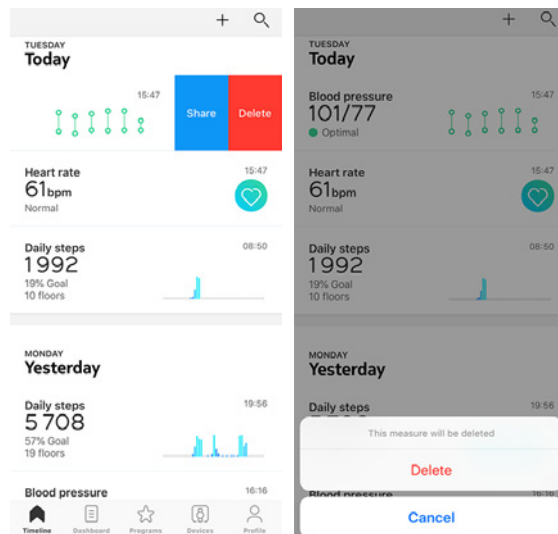 TUESDAY
Today
15:47
Share
Delete
Heart rate
15:47
61bpm
Normal
Daily steps
08:50
1992
19% Goal
10 floors
MONDAY
Yesterday
Daily steps
19:56
5708
57% Goal
19 floors
Blood pressure
16:16
Timeline
Dashboard
Programs
Devices
Profile
TUESDAY
Today
Blood pressure
15:47
101/77
Optimal
Heart rate
15:47
61bpm
Normal
Daily steps
08:50
1992
19% Goal
10 floors
MONDAY
Yesterday
Daily steps
19:56
This measure will be deleted
Delete
Blood pressure
16:16
Cancel